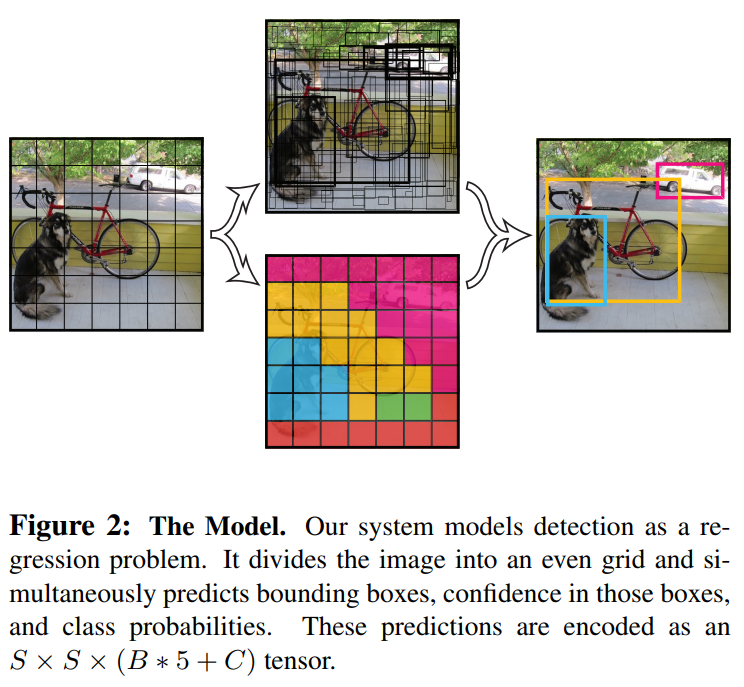 Figure 2: The Model. Our system models detection as a re-
gression problem. It divides the image into an even grid and si-
multaneously predicts bounding boxes, confidence in those boxes,
and class probabilities. These predictions are encoded as an
S × S × (B ∗ 5 + C) tensor.